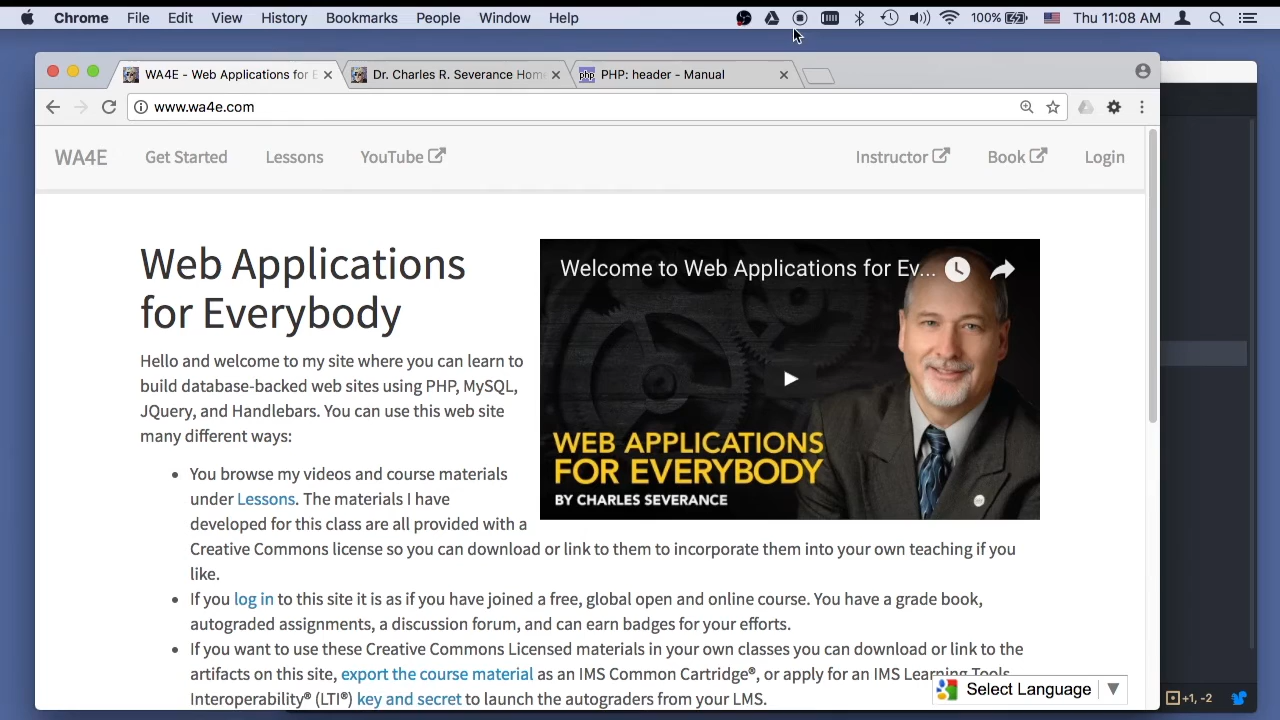 Chrome File Edit View History Bookmarks People Window Help 100% Thu 11:08 AM
WA4E - Web Applications for E Dr. Charles R. Severance Hom php PHP: header - Manual
www.wa4e.com
WA4E Get Started Lessons YouTube Instructor Book Login
Web Applications
for Everybody
Hello and welcome to my site where you can learn to
build database-backed web sites using PHP, MySQL,
JQuery, and Handlebars. You can use this web site
many different ways:
Welcome to Web Applications for Ev...
WEB APPLICATIONS
FOR EVERYBODY
BY CHARLES SEVERANCE
• You browse my videos and course materials
under Lessons. The materials I have
developed for this class are all provided with a
Creative Commons license so you can download or link to them to incorporate them into your own teaching if you
like.
• If you log in to this site it is as if you have joined a free, global open and online course. You have a grade book,
autograded assignments, a discussion forum, and can earn badges for your efforts.
• If you want to use these Creative Commons Licensed materials in your own classes you can download or link to the
artifacts on this site, export the course material as an IMS Common Cartridge®, or apply for an IMS Learning Tools
Interoperability® (LTI®) key and secret to launch the autograders from your LMS.
Select Language
+1, -2